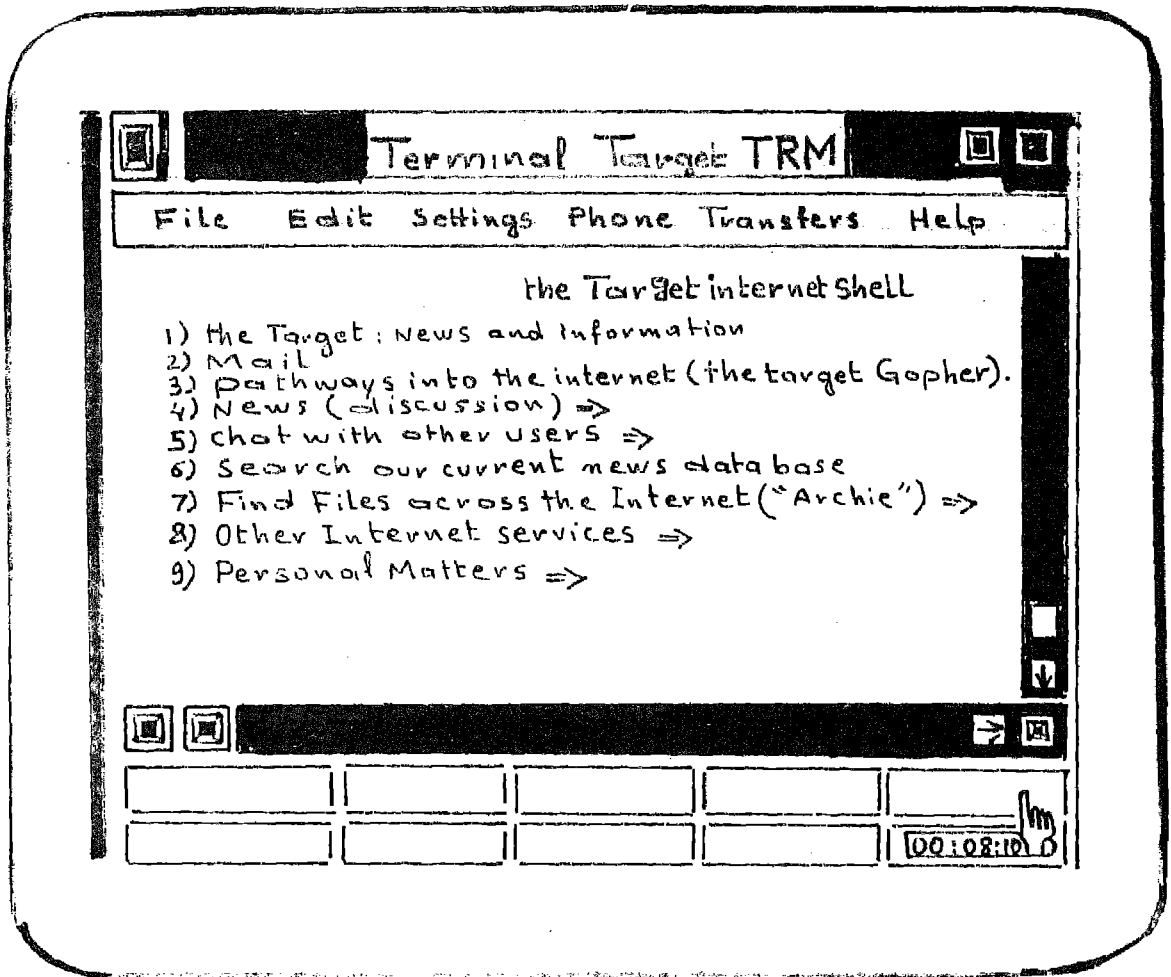 Terminal Target TRM
File Edit Settings Phone Transfers Help
the Target internet Shell
1) the Target : News and Information
2) Mail
3) pathways into the internet (the target Gopher).
4) News (discussion) =>
5) Chat with other users =>
6) Search our current news data base
7) Find Files across the Internet ("Archie") =>
8) Other Internet services =>
9) Personal Matters =>
00:08:10